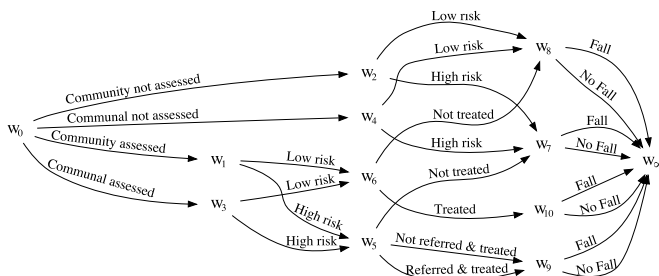 Low risk
Fall
w8
Low risk
w2
No Fall
High risk
Community not assessed
Fall
w4
Not treated
Communal not assessed
w0
High risk
w7
No Fall
Community assessed
w1
Low risk
w∞
Not treated
w6
Low risk
Fall
Communal assessed
Treated
w3
w10
No Fall
High risk
High risk
w5
Not referred & treated
Fall
w9
Referred & treated
No Fall